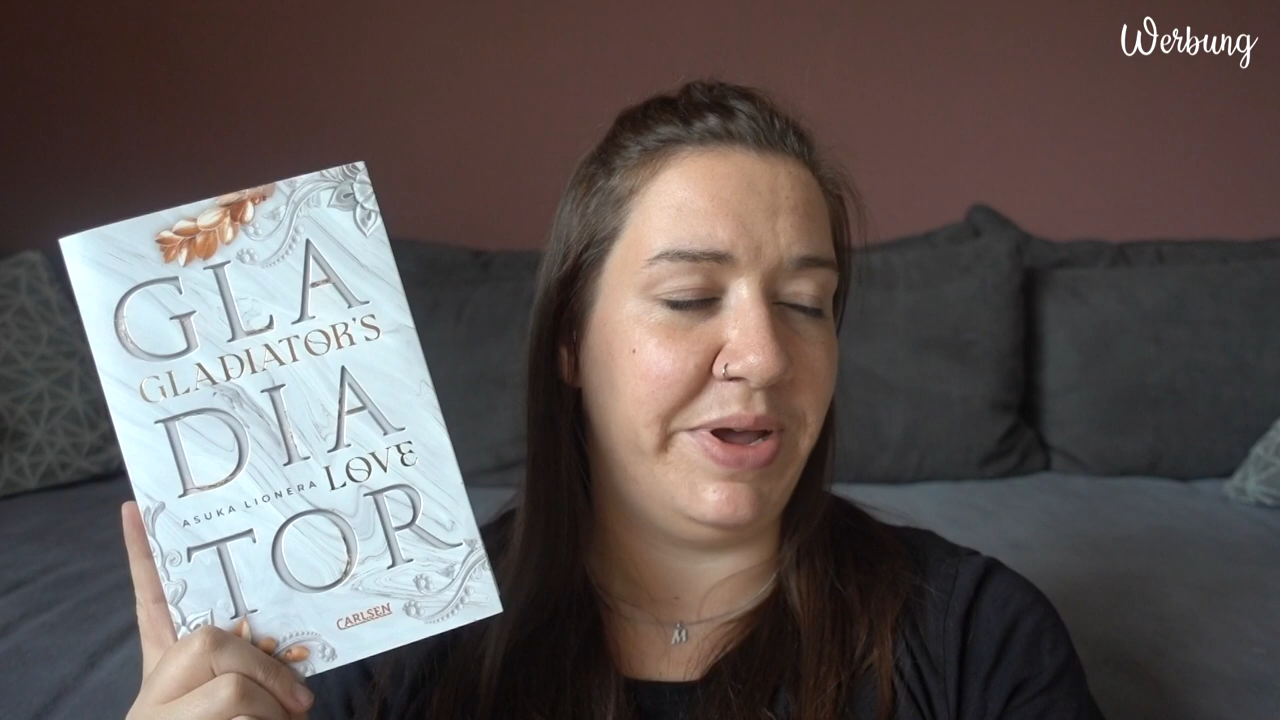 Werbung
GLA
GLADIATOR'S
DIA
LOVE
ASUKA LIONERA
TOR
CARLSEN
M